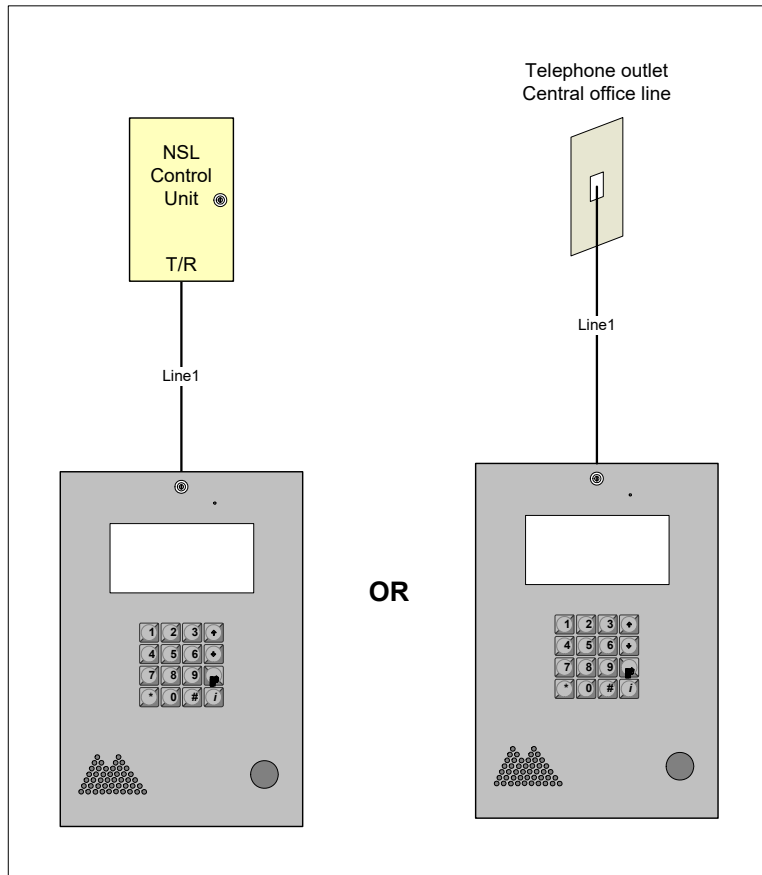 Telephone outlet
Central office line
NSL
Control
Unit
T/R
Line1
Line1
OR
1 2 3
4 5 6
7 8 9
* 0 # i
1 2 3
4 5 6
7 8 9
* 0 # i